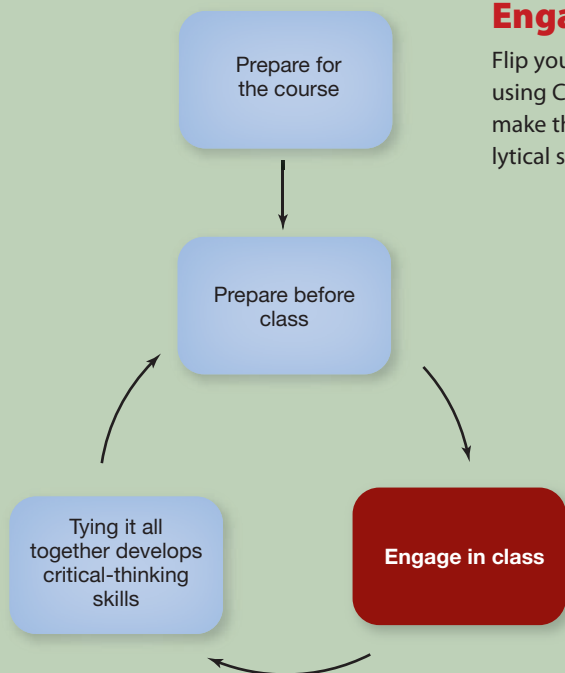 Prepare for
the course
Prepare before
class
Engage in class
Tying it all
together develops
critical-thinking
skills
Enga
Flip you
using C
make th
lytical s